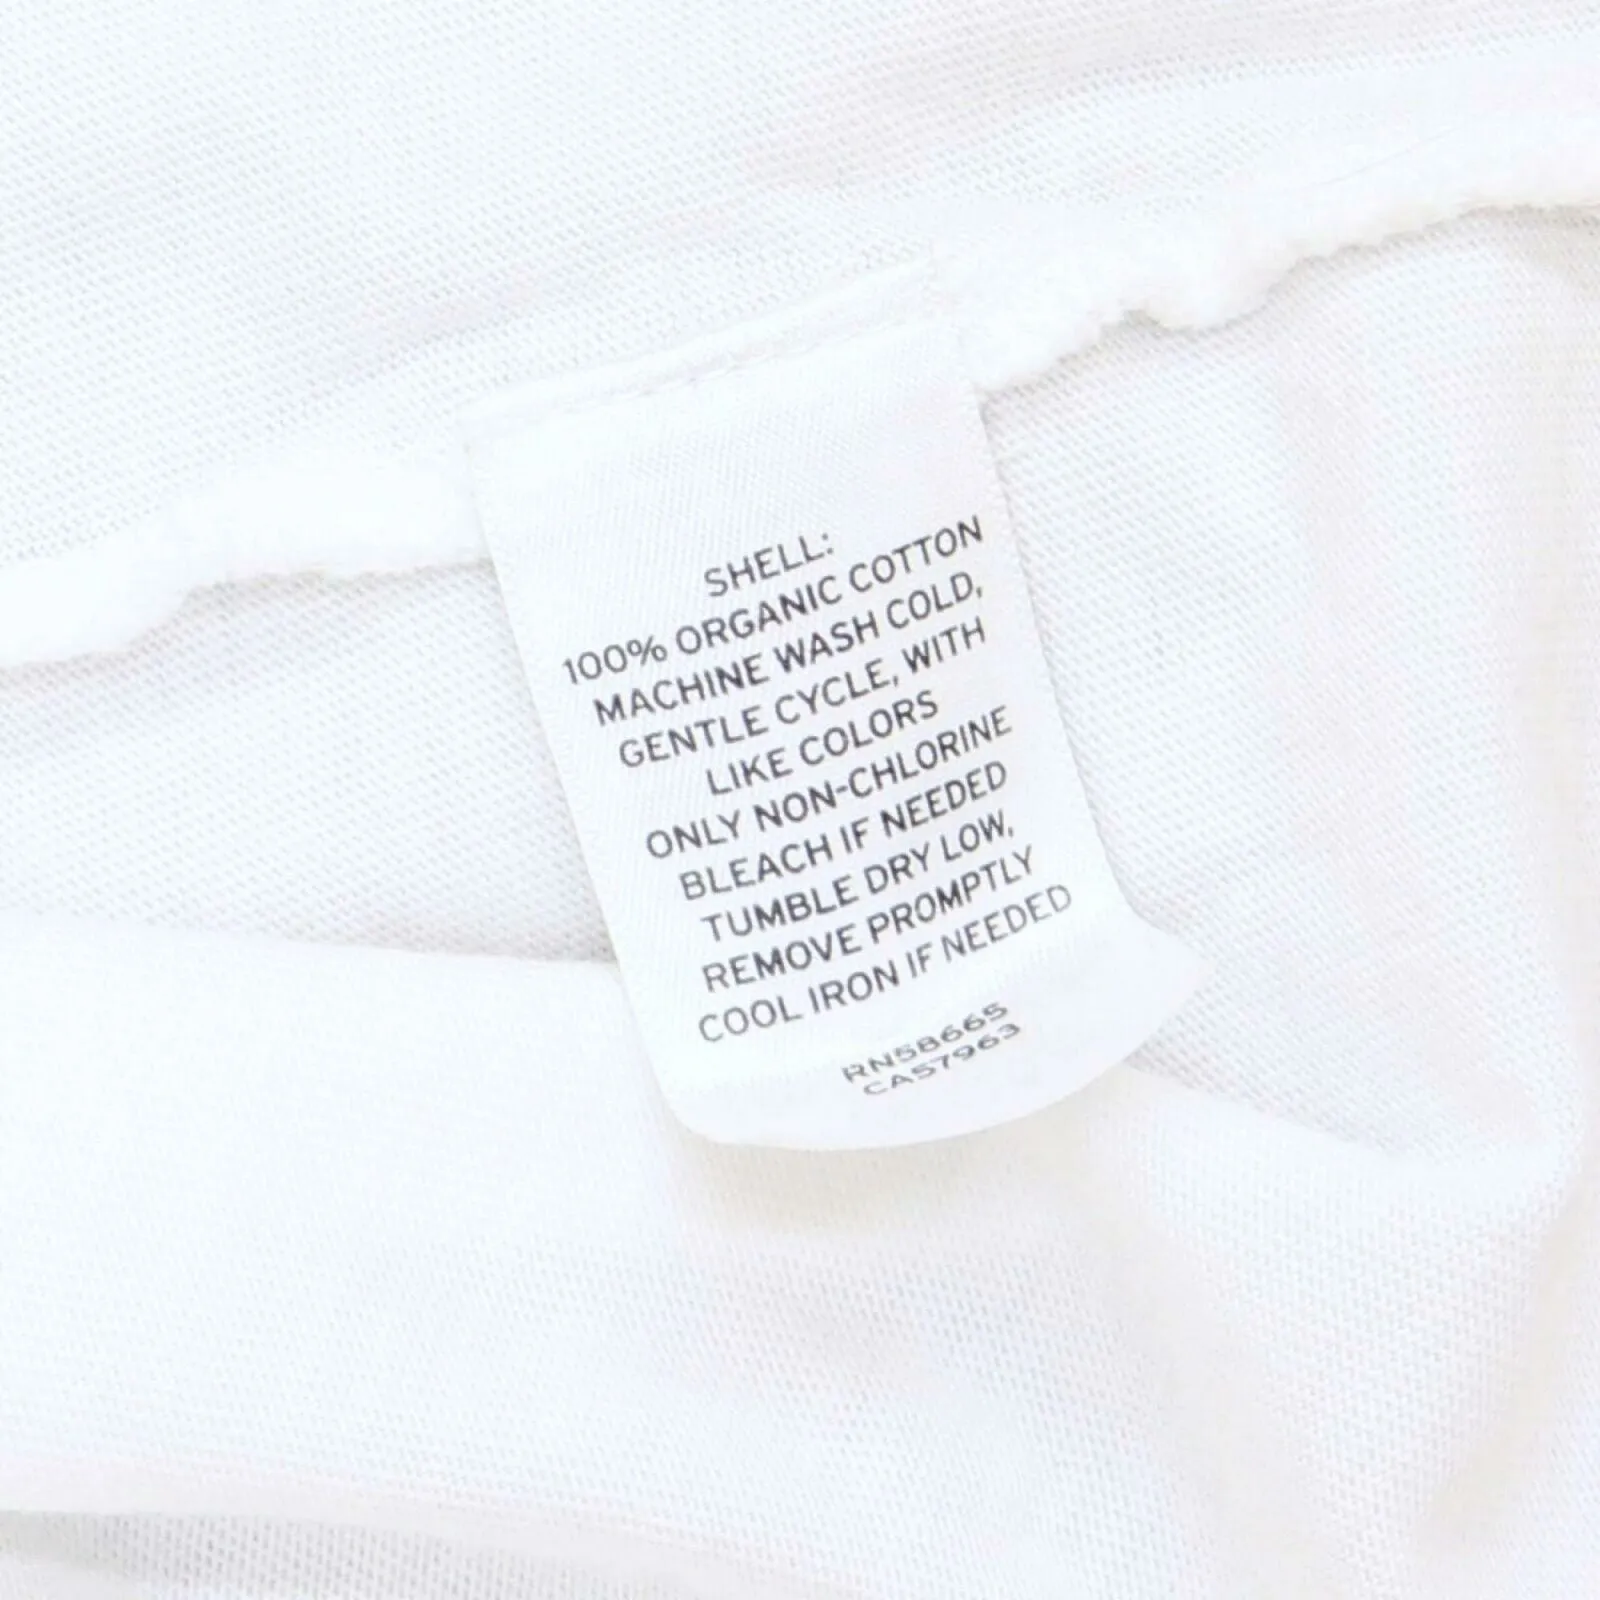 SHELL:
100% ORGANIC COTTON
MACHINE WASH COLD,
GENTLE CYCLE, WITH
LIKE COLORS
ONLY NON-CHLORINE
BLEACH IF NEEDED
TUMBLE DRY LOW,
REMOVE PROMPTLY
COOL IRON IF NEEDED
RN58665
CA57963